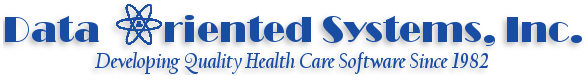 Data Oriented Systems, Inc.
Developing Quality Health Care Software Since 1982